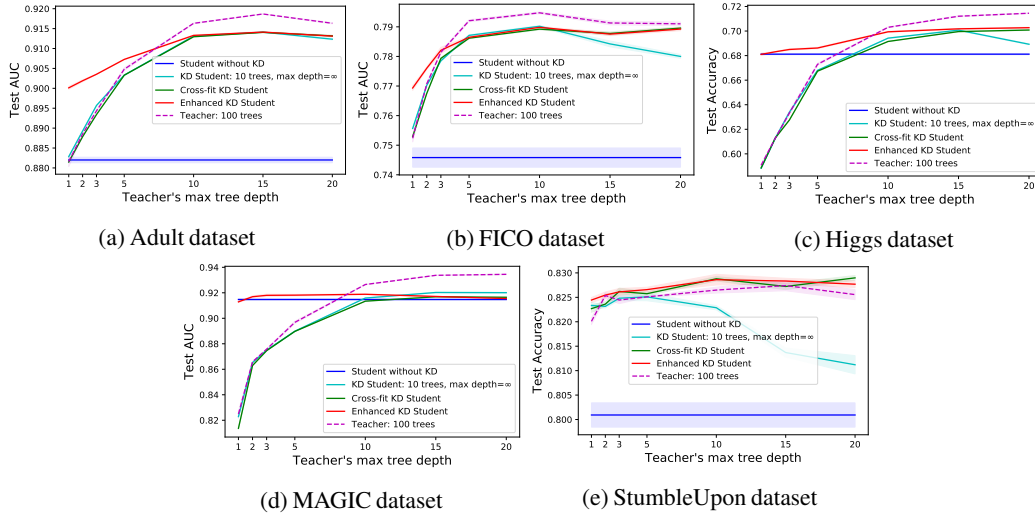 0.915
0.910
0.905
0.900
0.895
0.890
0.885
0.880
Test AUC
Student without KD
KD Student: 10 trees, max depth=∞
Cross-fit KD Student
Enhanced KD Student
Teacher: 100 trees
1 2 3 5 10 15 20
Teacher's max tree depth
(a) Adult dataset
0.79
0.78
0.77
0.76
0.75
0.74
Test AUC
Student without KD
KD Student: 10 trees, max depth=∞
Cross-fit KD Student
Enhanced KD Student
Teacher: 100 trees
1 2 3 5 10 15 20
Teacher's max tree depth
(b) FICO dataset
0.72
0.70
0.68
0.66
0.64
0.62
0.60
Test Accuracy
Student without KD
KD Student: 10 trees, max depth=∞
Cross-fit KD Student
Enhanced KD Student
Teacher: 100 trees
1 2 3 5 10 15 20
Teacher's max tree depth
(c) Higgs dataset
0.94
0.92
0.90
0.88
0.86
0.84
0.82
Test AUC
Student without KD
KD Student: 10 trees, max depth=∞
Cross-fit KD Student
Enhanced KD Student
Teacher: 100 trees
1 2 3 5 10 15 20
Teacher's max tree depth
(d) MAGIC dataset
0.830
0.825
0.820
0.815
0.810
0.805
0.800
Test Accuracy
Student without KD
KD Student: 10 trees, max depth=∞
Cross-fit KD Student
Enhanced KD Student
Teacher: 100 trees
1 2 3 5 10 15 20
Teacher's max tree depth
(e) StumbleUpon dataset